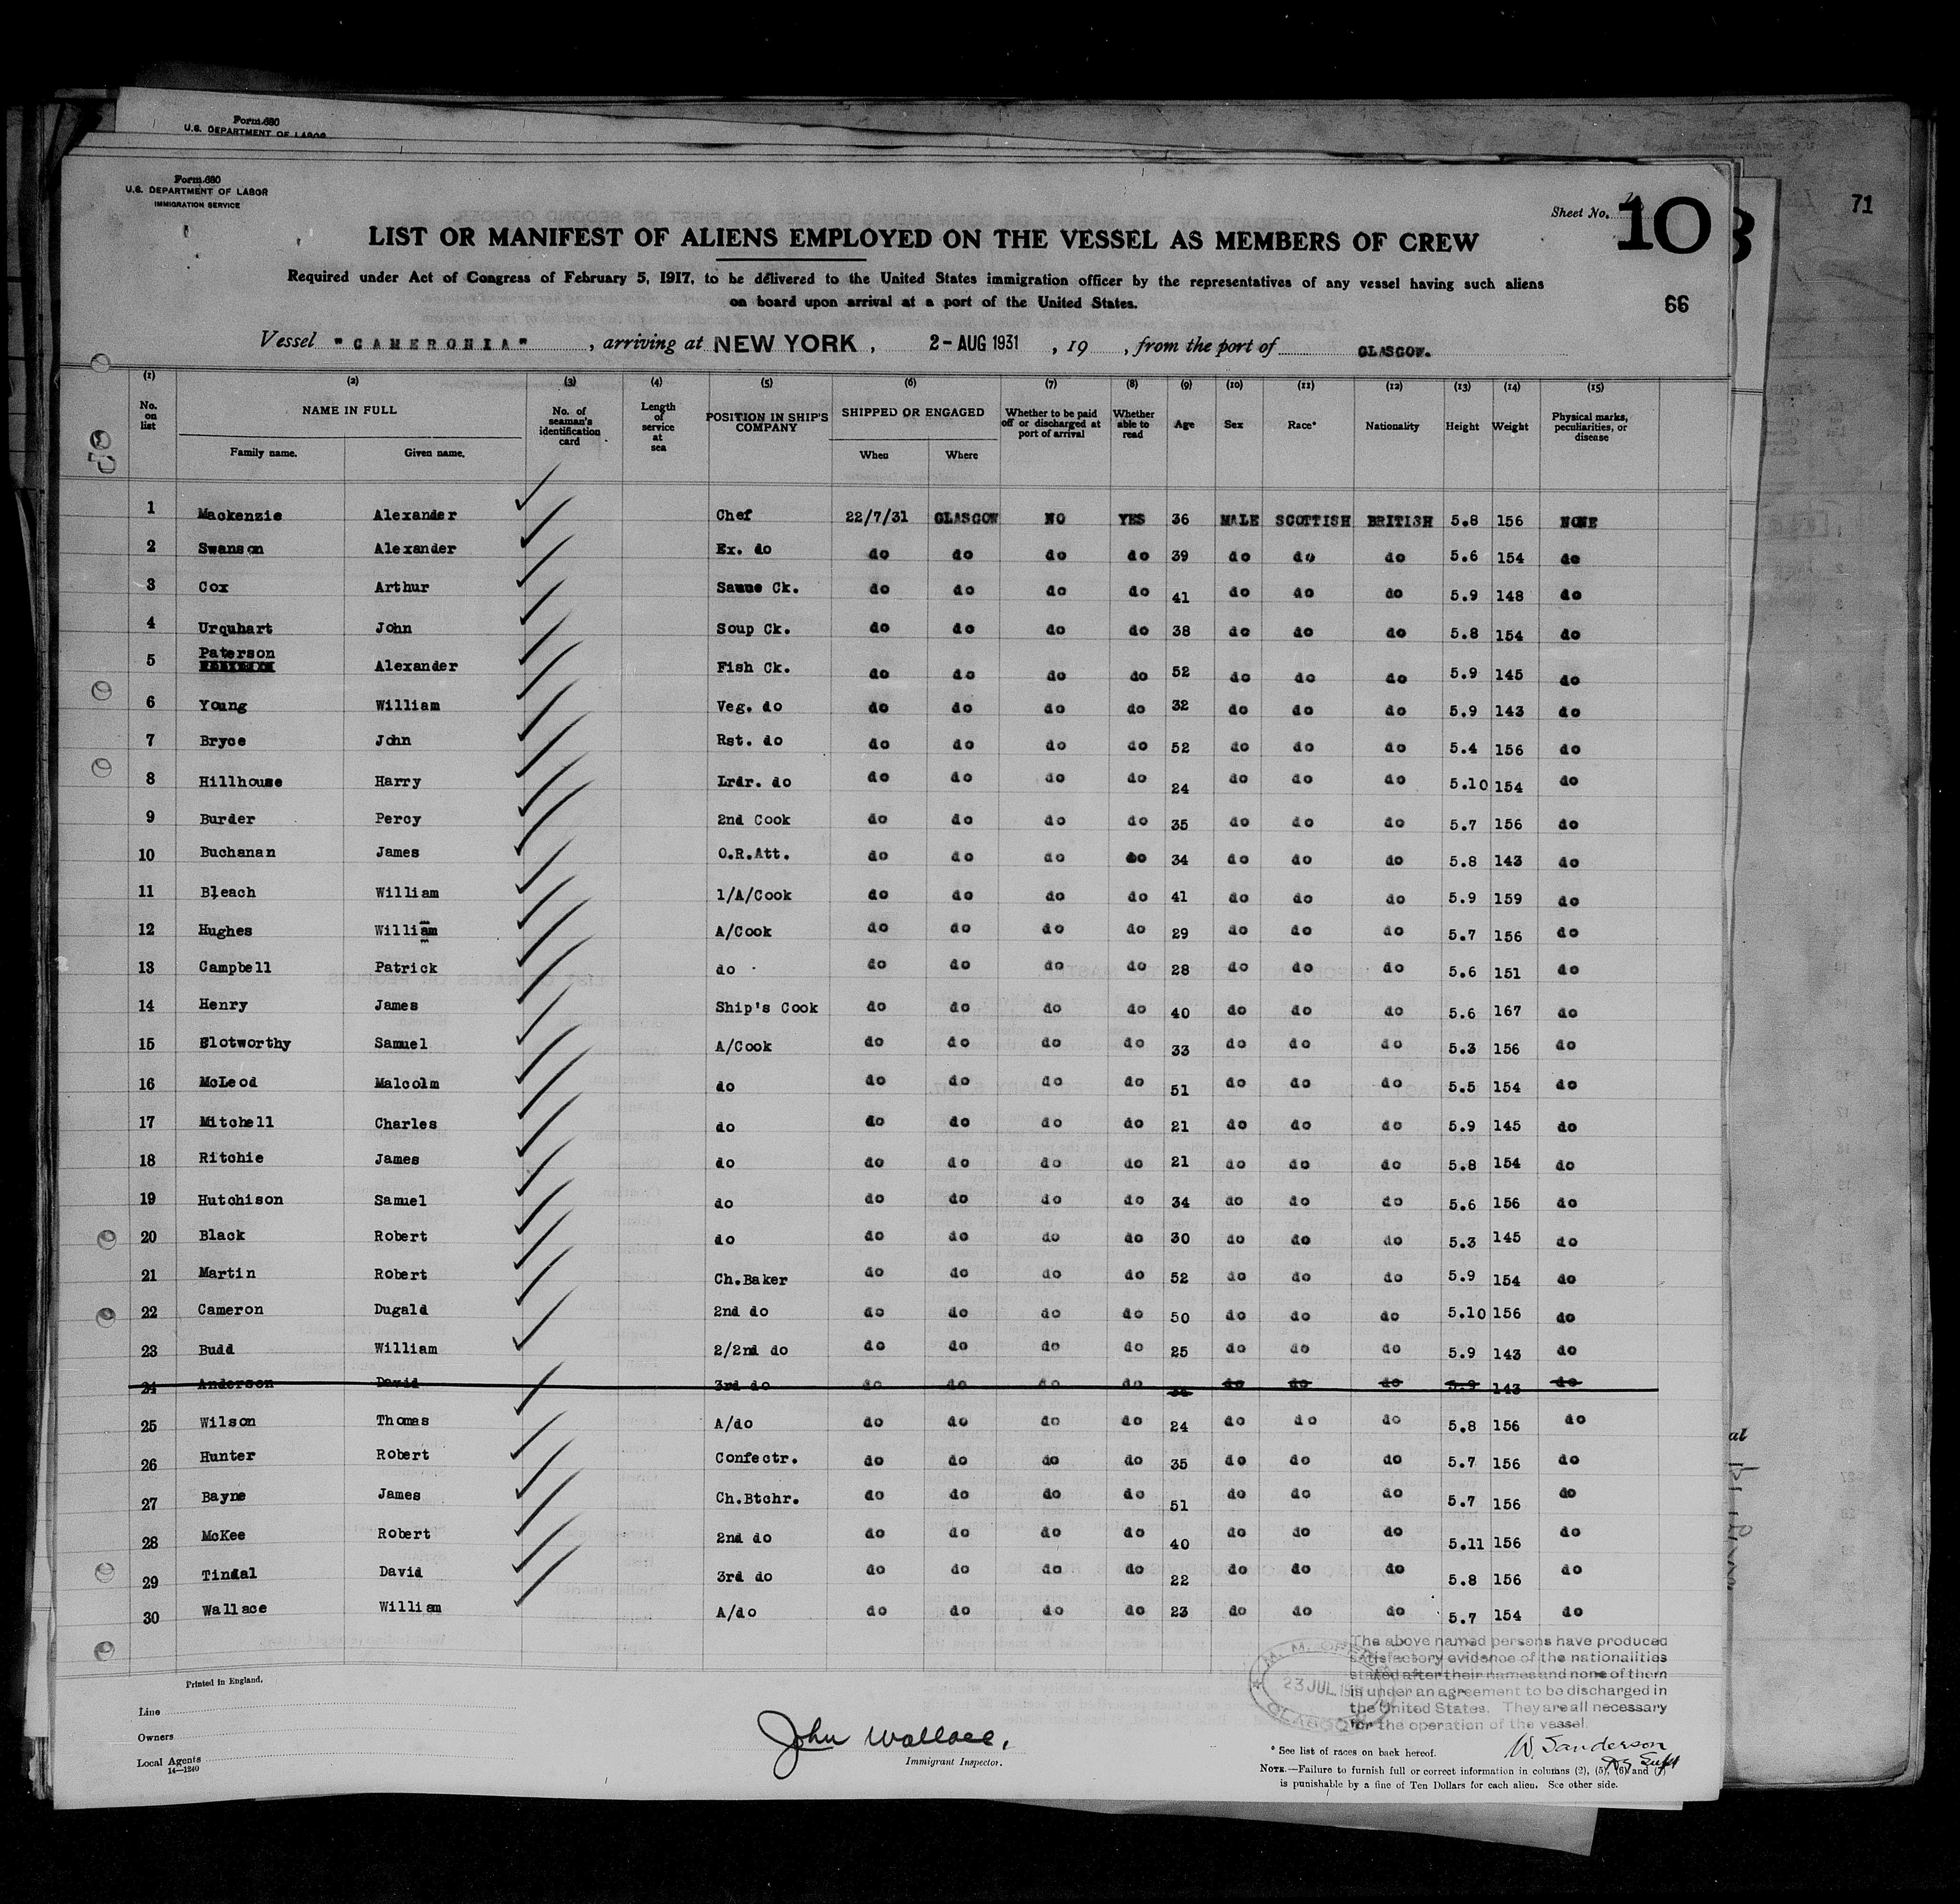 Form 680
U.S. DEPARTMENT OF LABOR
Form 680
U.S. DEPARTMENT OF LABOR
IMMIGRATION SERVICE
Sheet No. 10
71
66
LIST OR MANIFEST OF ALIENS EMPLOYED ON THE VESSEL AS MEMBERS OF CREW
Required under Act of Congress of February 5, 1917, to be delivered to the United States immigration officer by the representatives of any vessel having such aliens
on board upon arrival at a port of the United States.
Vessel "CAMERONIA", arriving at NEW YORK, 2-AUG 1931, 19 , from the port of GLASGOW.
(1) (2) (3) (4) (5) (6) (7) (8) (9) (10) (11) (12) (13) (14) (15)
No. on list NAME IN FULL Family name. Given name. No. of seaman's identification card Length of service at sea POSITION IN SHIP'S COMPANY SHIPPED OR ENGAGED When Where Whether to be paid off or discharged at port of arrival Whether able to read Age Sex Race* Nationality Height Weight Physical marks, peculiarities, or disease
1 Mackenzie Alexander Chef 22/7/31 GLASGOW NO YES 36 MALE SCOTTISH BRITISH 5.8 156 NONE
2 Swanson Alexander Ex. do do do do do 39 do do do 5.6 154 do
3 Cox Arthur Saune Ck. do do do do 41 do do do 5.9 148 do
4 Urquhart John Soup Ck. do do do do 38 do do do 5.8 154 do
5 Paterson Alexander Fish Ck. do do do do 52 do do do 5.9 145 do
6 Young William Veg. do do do do do 32 do do do 5.9 143 do
7 Bryce John Rst. do do do do do 52 do do do 5.4 156 do
8 Hillhouse Harry Lrdr. do do do do do 24 do do do 5.10 154 do
9 Burder Percy 2nd Cook do do do do 35 do do do 5.7 156 do
10 Buchanan James O.R.Att. do do do do 34 do do do 5.8 143 do
11 Bleach William 1/A/Cook do do do do 41 do do do 5.9 159 do
12 Hughes William A/Cook do do do do 29 do do do 5.7 156 do
13 Campbell Patrick do do do do do 28 do do do 5.6 151 do
14 Henry James Ship's Cook do do do do 40 do do do 5.6 167 do
15 Clotworthy Samuel A/Cook do do do do 33 do do do 5.3 156 do
16 McLeod Malcolm do do do do do 51 do do do 5.5 154 do
17 Mitchell Charles do do do do do 21 do do do 5.9 145 do
18 Ritchie James do do do do do 21 do do do 5.8 154 do
19 Hutchison Samuel do do do do do 34 do do do 5.6 156 do
20 Black Robert do do do do do 30 do do do 5.3 145 do
21 Martin Robert Ch.Baker do do do do 52 do do do 5.9 154 do
22 Cameron Dugald 2nd do do do do do 50 do do do 5.10 156 do
23 Budd William 2/2nd do do do do do 25 do do do 5.9 143 do
24 Anderson David 3rd do do do do do do do do 5.9 143 do
25 Wilson Thomas A/do do do do do 24 do do do 5.8 156 do
26 Hunter Robert Confectr. do do do do 35 do do do 5.7 156 do
27 Bayne James Ch.Btchr. do do do do 51 do do do 5.7 156 do
28 McKee Robert 2nd do do do do do 40 do do do 5.11 156 do
29 Tindal David 3rd do do do do do 22 do do do 5.8 156 do
30 Wallace William A/do do do do do 23 do do do 5.7 154 do
The above named persons have produced
satisfactory evidence of the nationalities
stated after their names and none of them
is under an agreement to be discharged in
the United States. They are all necessary
for the operation of the vessel.
23 JUL
GLASGOW
Printed in England.
Line
Owners
Local Agents
14—1240
John Wallace,
Immigrant Inspector.
W. Sanderson
* See list of races on back hereof.
NOTE.—Failure to furnish full or correct information in columns (2), (5), (6) and (7)
is punishable by a fine of Ten Dollars for each alien. See other side.